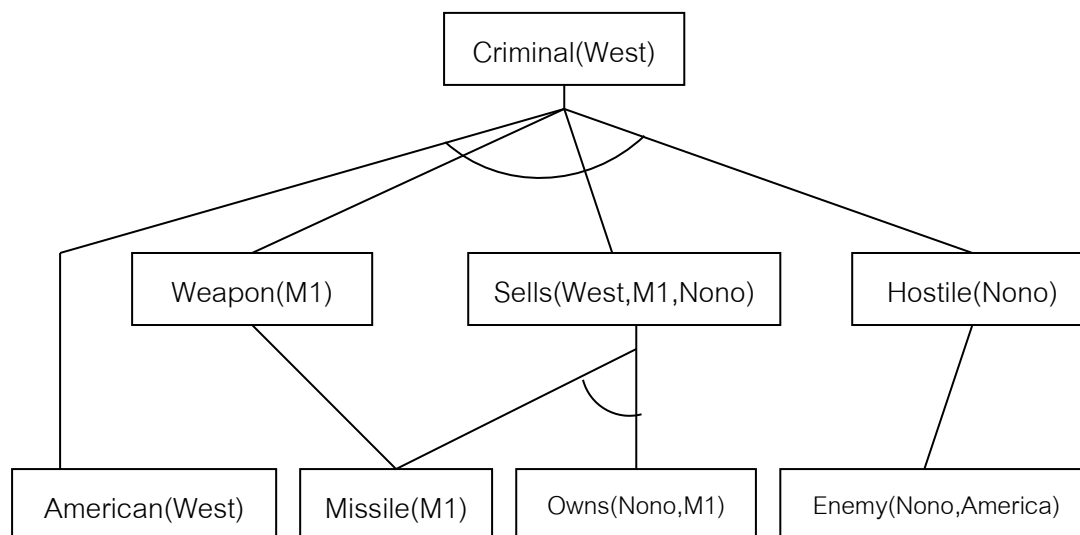 Criminal(West)
Weapon(M1)
Sells(West,M1,Nono)
Hostile(Nono)
American(West)
Missile(M1)
Owns(Nono,M1)
Enemy(Nono,America)